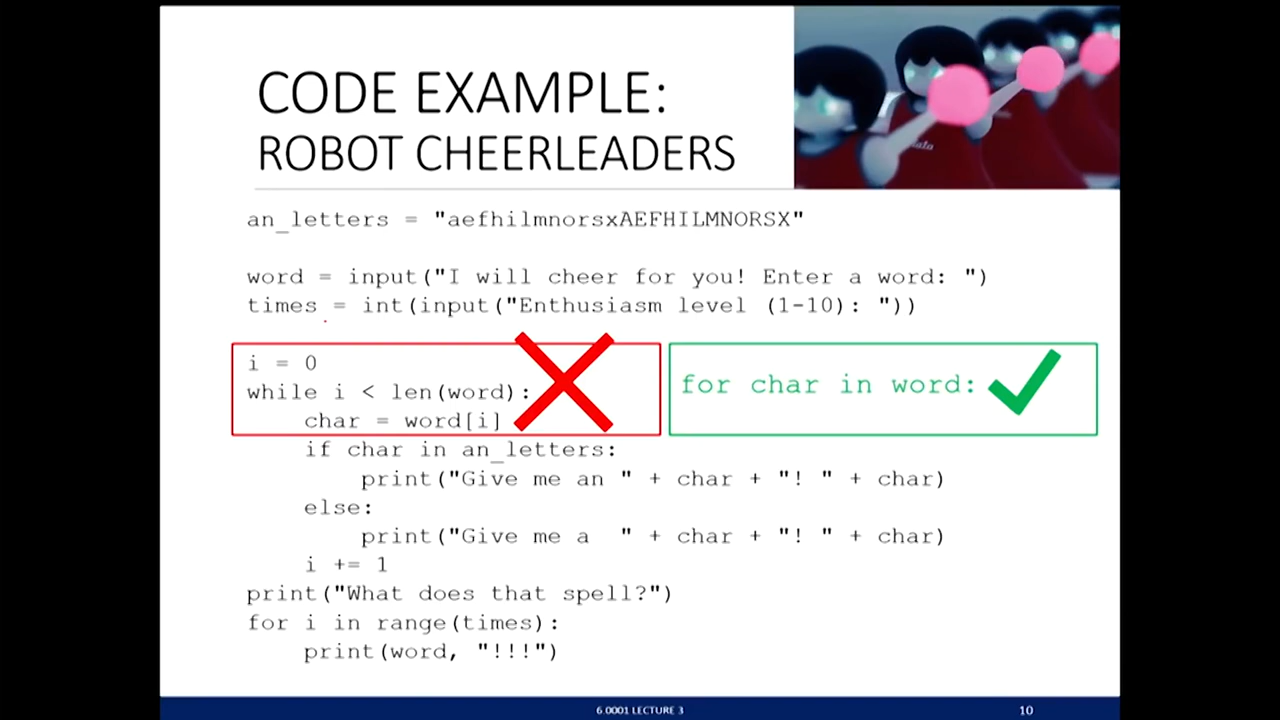 CODE EXAMPLE:
ROBOT CHEERLEADERS
an_letters = "aefhilmnorsxAEFHILMNORSX"
word = input("I will cheer for you! Enter a word: ")
times = int(input("Enthusiasm level (1-10): "))
i = 0
while i < len(word):
    char = word[i]
for char in word:
    if char in an_letters:
        print("Give me an " + char + "! " + char)
    else:
        print("Give me a  " + char + "! " + char)
    i += 1
print("What does that spell?")
for i in range(times):
    print(word, "!!!")
6.0001 LECTURE 3
10